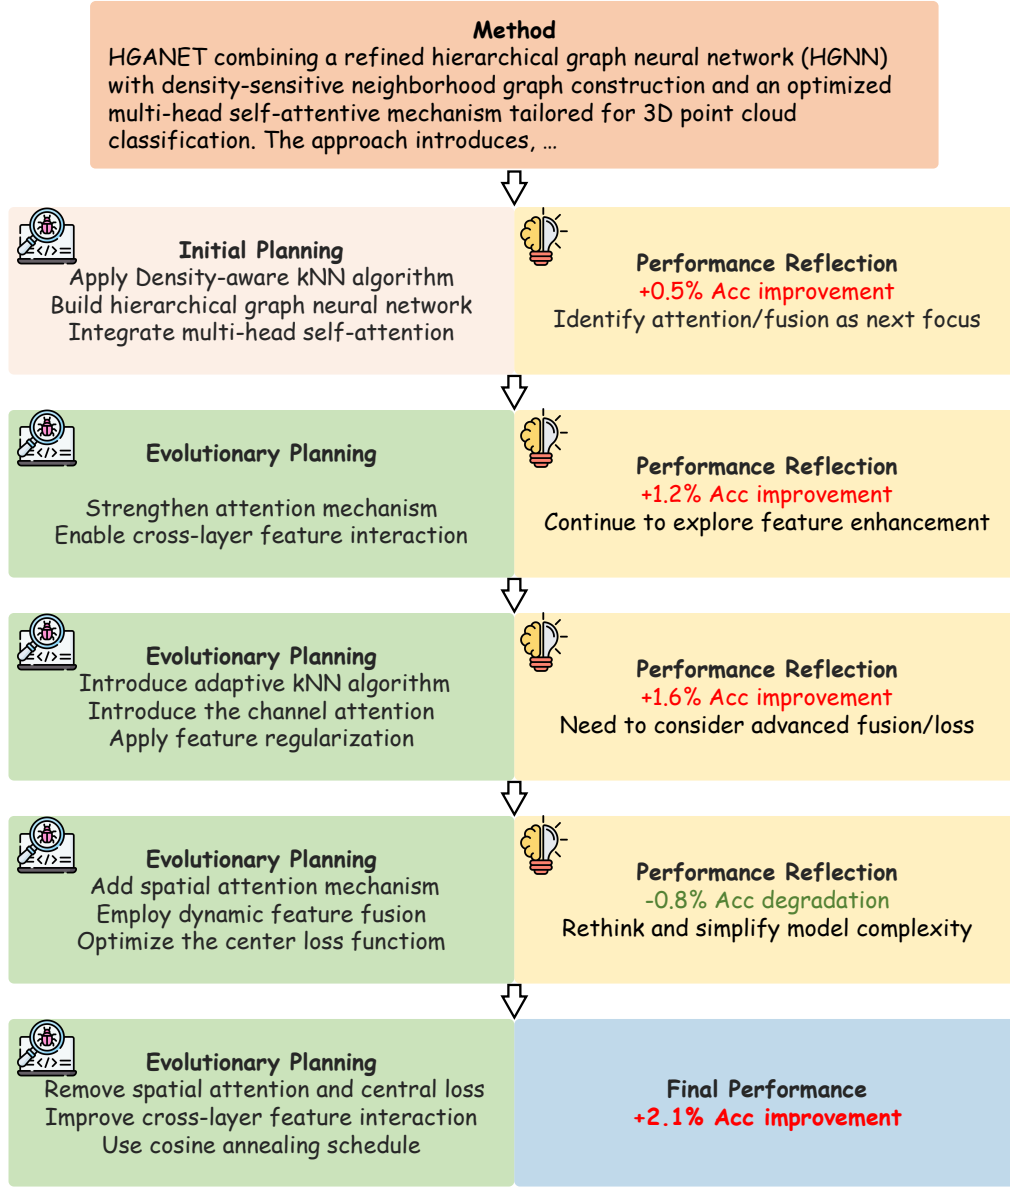 Method
HGANET combining a refined hierarchical graph neural network (HGNN)
with density-sensitive neighborhood graph construction and an optimized
multi-head self-attentive mechanism tailored for 3D point cloud
classification. The approach introduces, …
Initial Planning
Apply Density-aware kNN algorithm
Build hierarchical graph neural network
Integrate multi-head self-attention
Performance Reflection
+0.5% Acc improvement
Identify attention/fusion as next focus
Evolutionary Planning
Strengthen attention mechanism
Enable cross-layer feature interaction
Performance Reflection
+1.2% Acc improvement
Continue to explore feature enhancement
Evolutionary Planning
Introduce adaptive kNN algorithm
Introduce the channel attention
Apply feature regularization
Performance Reflection
+1.6% Acc improvement
Need to consider advanced fusion/loss
Evolutionary Planning
Add spatial attention mechanism
Employ dynamic feature fusion
Optimize the center loss functiom
Performance Reflection
-0.8% Acc degradation
Rethink and simplify model complexity
Evolutionary Planning
Remove spatial attention and central loss
Improve cross-layer feature interaction
Use cosine annealing schedule
Final Performance
+2.1% Acc improvement